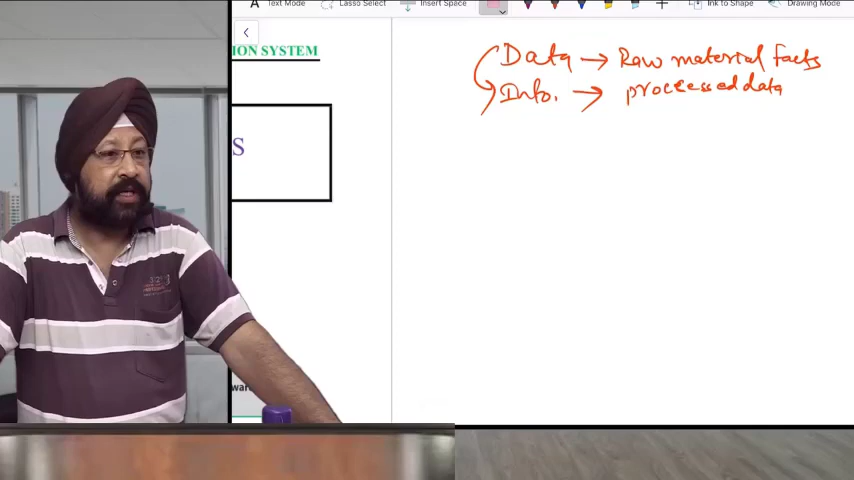 Text Mode Lasso Select Insert Space Ink to Shape Drawing Mode
ION SYSTEM
S
Data → Raw material facts
Info. → processed data
war